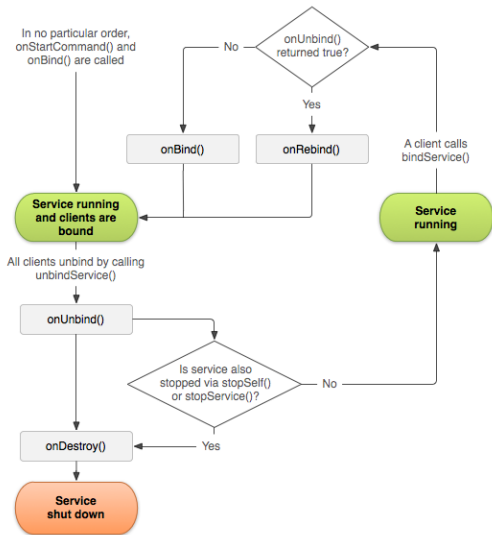 In no particular order,
onStartCommand() and
onBind() are called
onUnbind()
returned true?
No
Yes
onBind()
onRebind()
A client calls
bindService()
Service running
and clients are
bound
Service
running
All clients unbind by calling
unbindService()
onUnbind()
Is service also
stopped via stopSelf()
or stopService()?
No
Yes
onDestroy()
Service
shut down